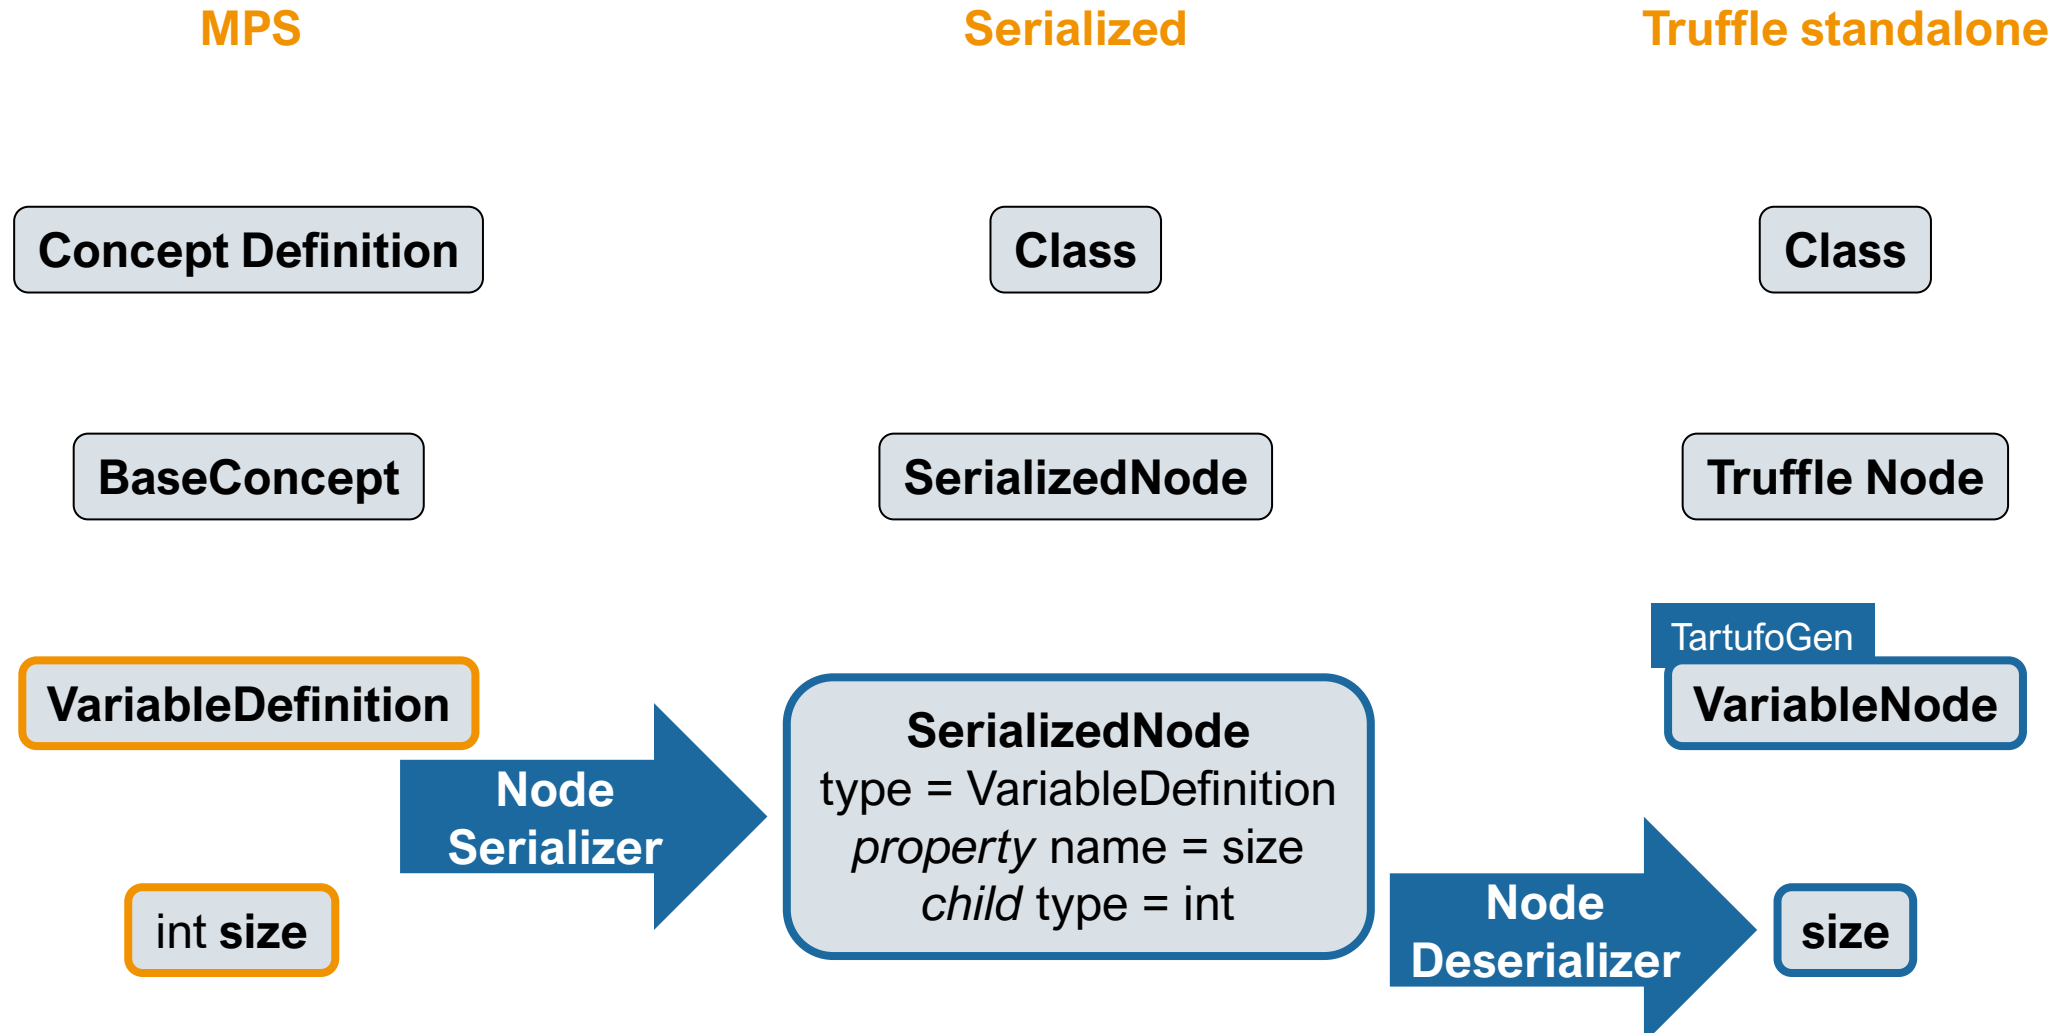 MPS
Serialized
Truffle standalone
Concept Definition
Class
Class
BaseConcept
SerializedNode
Truffle Node
VariableDefinition
TartufoGen
VariableNode
Node
Serializer
SerializedNode
type = VariableDefinition
property name = size
child type = int
int size
Node
Deserializer
size